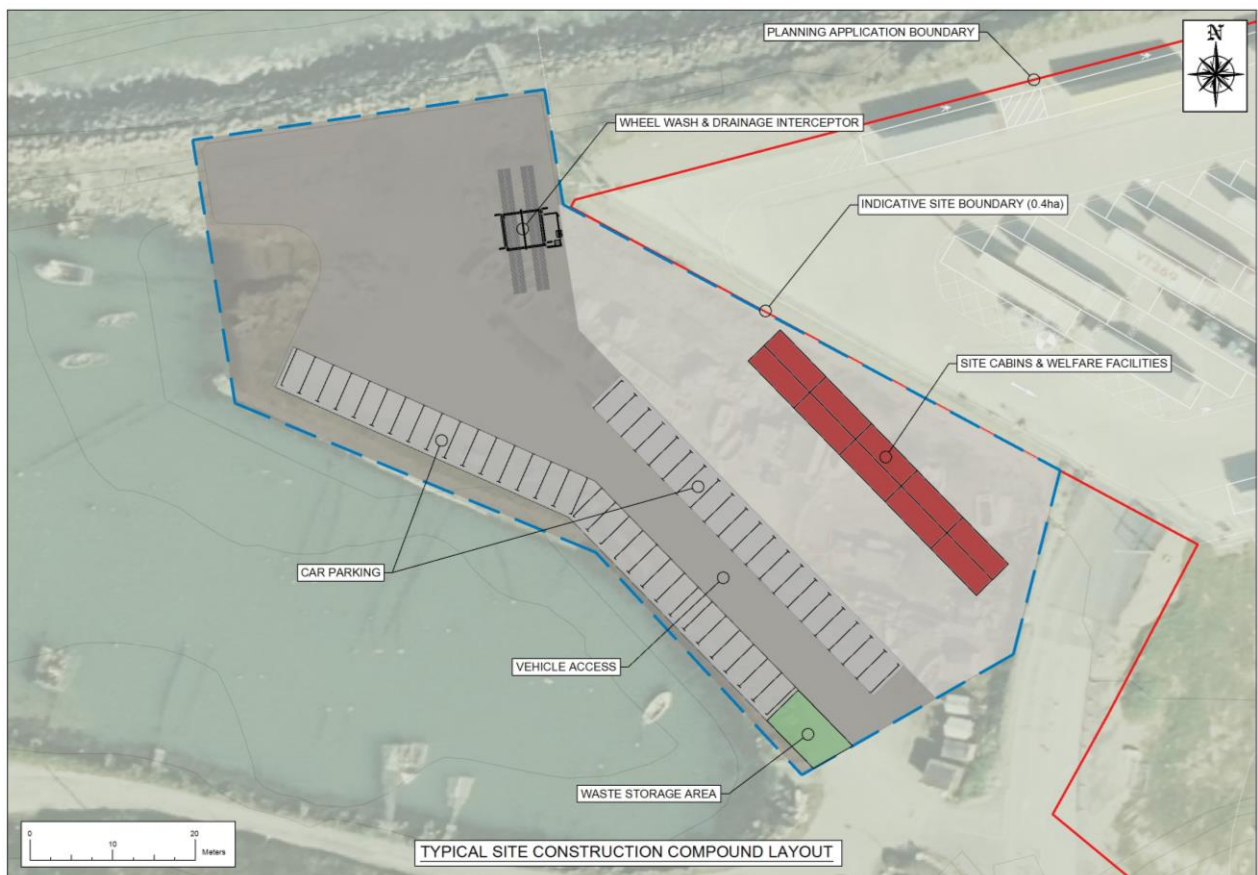 PLANNING APPLICATION BOUNDARY
N
WHEEL WASH & DRAINAGE INTERCEPTOR
INDICATIVE SITE BOUNDARY (0.4ha)
SITE CABINS & WELFARE FACILITIES
CAR PARKING
VEHICLE ACCESS
WASTE STORAGE AREA
0 10 20
Meters
TYPICAL SITE CONSTRUCTION COMPOUND LAYOUT